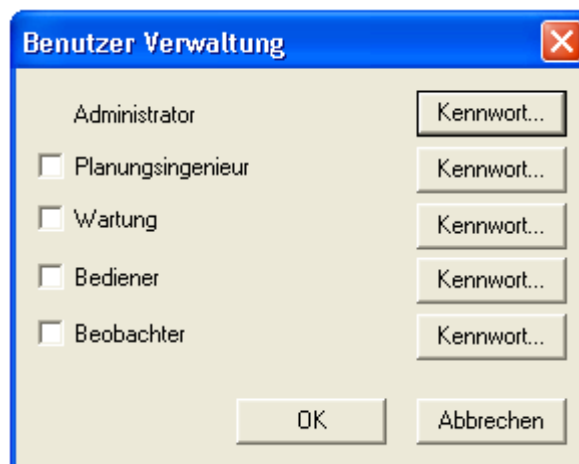 Benutzer Verwaltung
Administrator Kennwort...
Planungsingenieur Kennwort...
Wartung Kennwort...
Bediener Kennwort...
Beobachter Kennwort...
OK Abbrechen